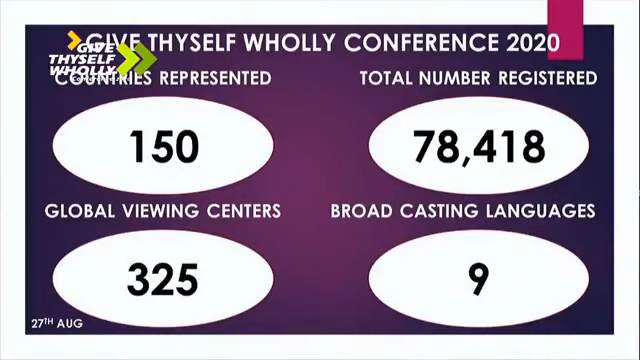 GIVE THYSELF WHOLLY CONFERENCE 2020
GIVE
THYSELF
WHOLLY
COUNTRIES REPRESENTED
TOTAL NUMBER REGISTERED
150
78,418
GLOBAL VIEWING CENTERS
BROAD CASTING LANGUAGES
325
9
27TH AUG